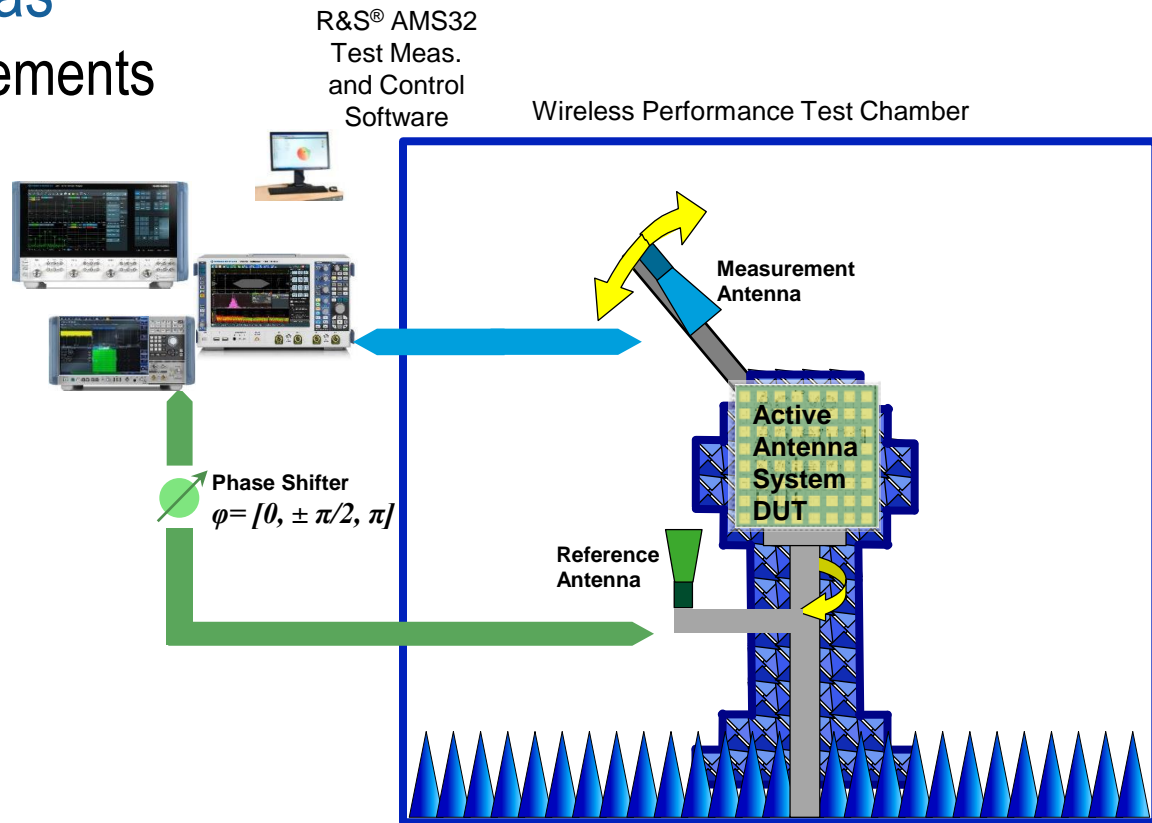 as
ements
R&S® AMS32
Test Meas.
and Control
Software
Wireless Performance Test Chamber
Measurement
Antenna
Active
Antenna
System
DUT
Phase Shifter
φ= [0, ± π/2, π]
Reference
Antenna